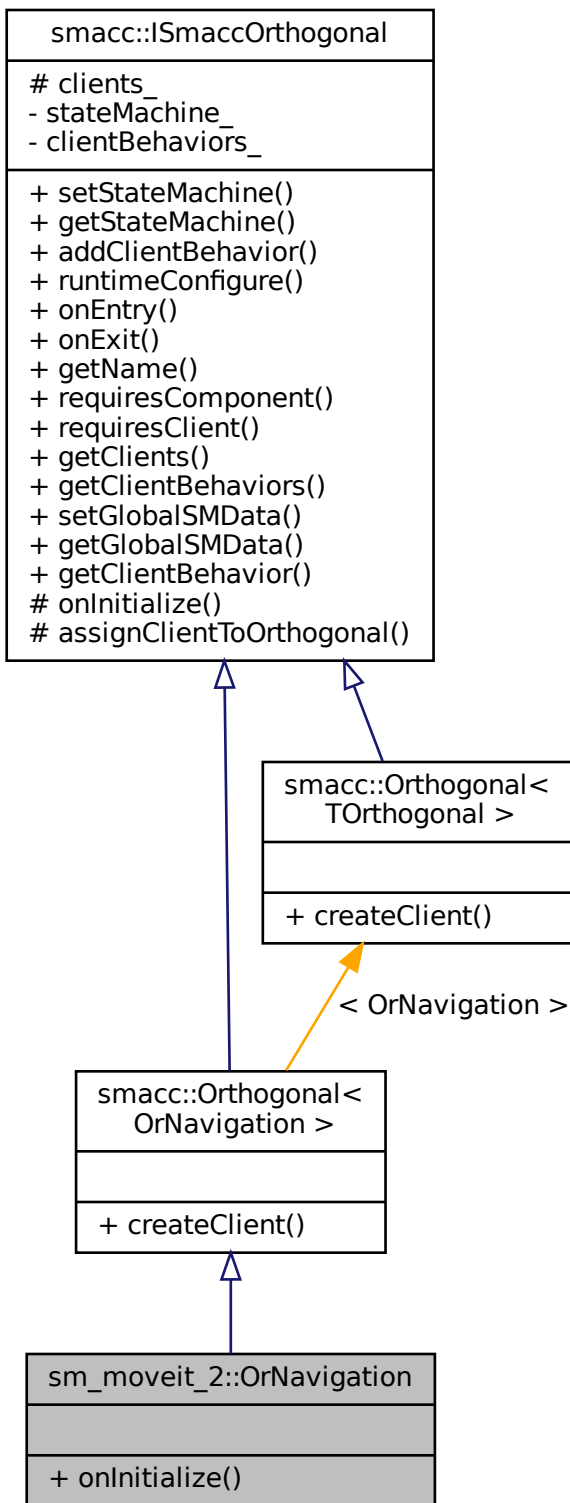 smacc::ISmaccOrthogonal
# clients_
- stateMachine_
- clientBehaviors_
+ setStateMachine()
+ getStateMachine()
+ addClientBehavior()
+ runtimeConfigure()
+ onEntry()
+ onExit()
+ getName()
+ requiresComponent()
+ requiresClient()
+ getClients()
+ getClientBehaviors()
+ setGlobalSMData()
+ getGlobalSMData()
+ getClientBehavior()
# onInitialize()
# assignClientToOrthogonal()
smacc::Orthogonal<
TOrthogonal >
+ createClient()
< OrNavigation >
smacc::Orthogonal<
OrNavigation >
+ createClient()
sm_moveit_2::OrNavigation
+ onInitialize()